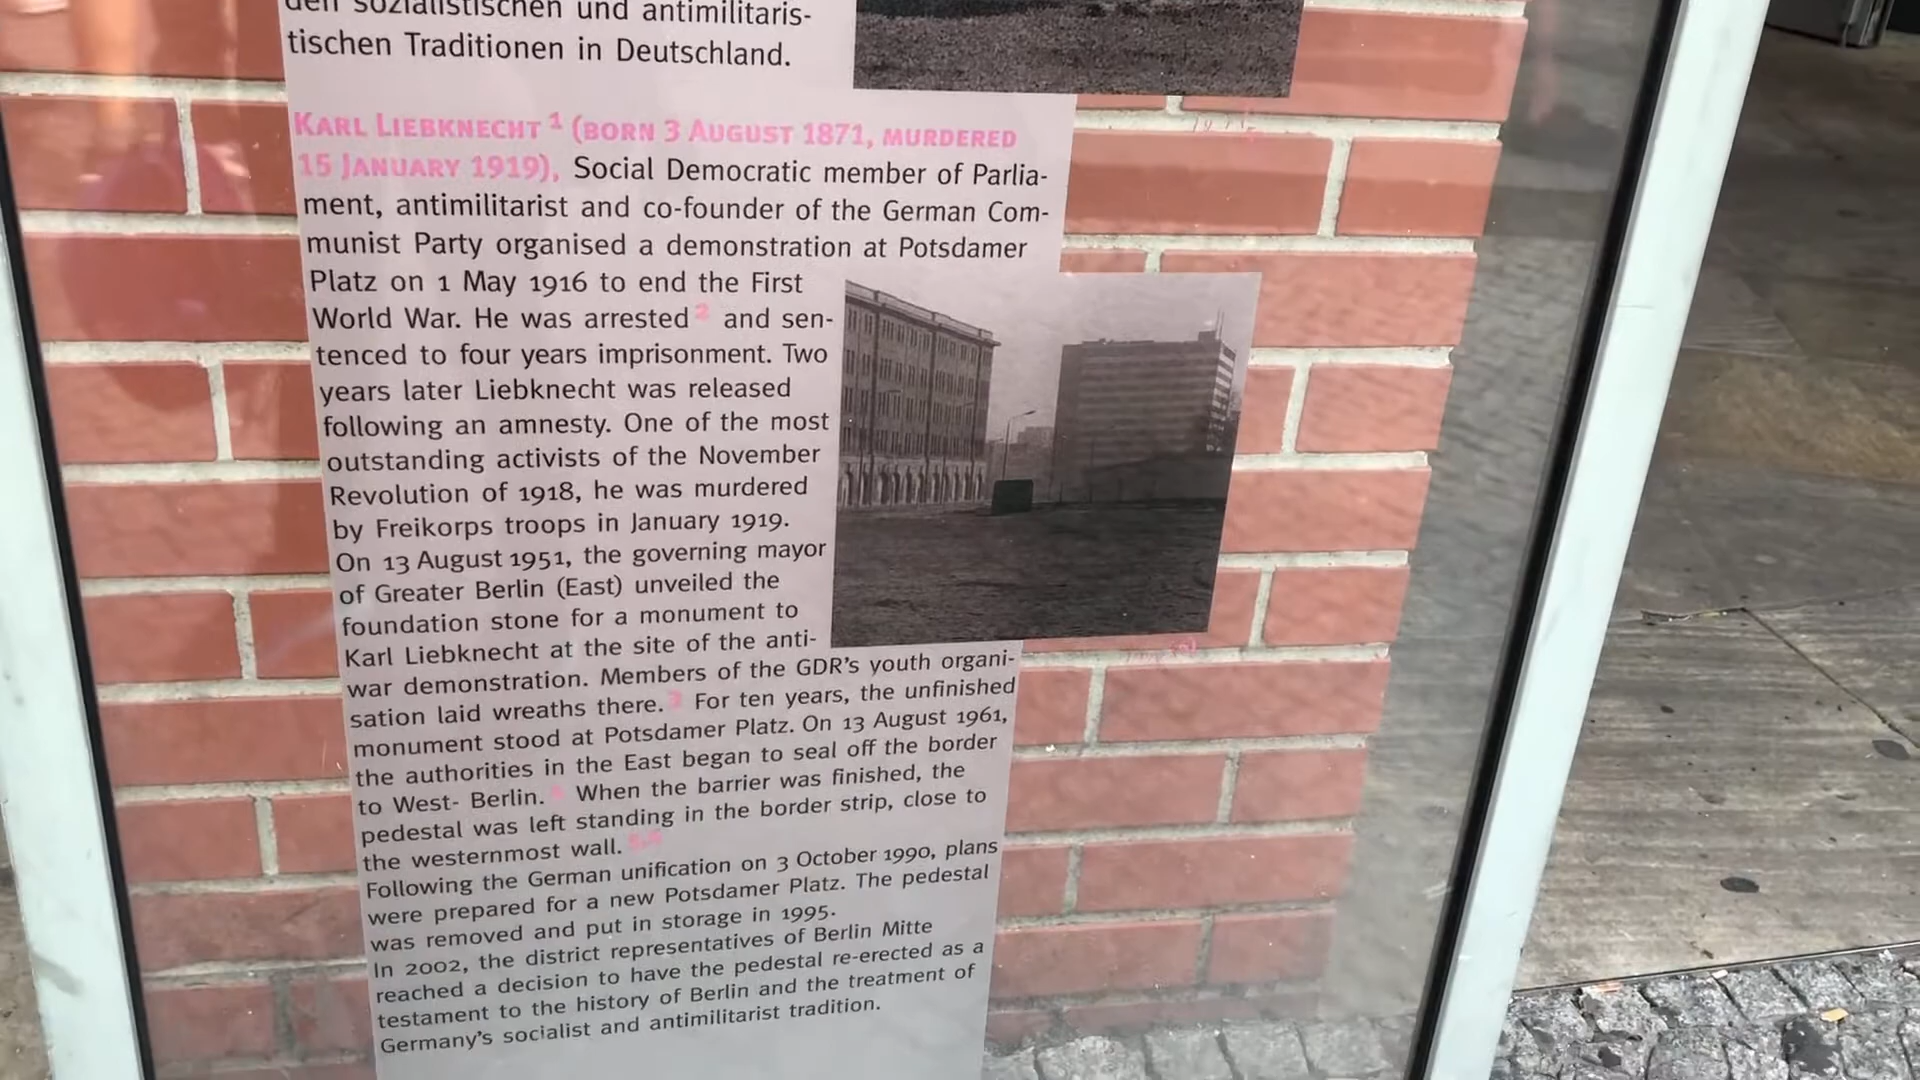 den sozialistischen und antimilitaris-
tischen Traditionen in Deutschland.
KARL LIEBKNECHT 1 (BORN 3 AUGUST 1871, MURDERED
15 JANUARY 1919), Social Democratic member of Parlia-
ment, antimilitarist and co-founder of the German Com-
munist Party organised a demonstration at Potsdamer
Platz on 1 May 1916 to end the First
World War. He was arrested 2 and sen-
tenced to four years imprisonment. Two
years later Liebknecht was released
following an amnesty. One of the most
outstanding activists of the November
Revolution of 1918, he was murdered
by Freikorps troops in January 1919.
On 13 August 1951, the governing mayor
of Greater Berlin (East) unveiled the
foundation stone for a monument to
Karl Liebknecht at the site of the anti-
war demonstration. Members of the GDR's youth organi-
sation laid wreaths there. 3 For ten years, the unfinished
monument stood at Potsdamer Platz. On 13 August 1961,
the authorities in the East began to seal off the border
to West- Berlin. When the barrier was finished, the
pedestal was left standing in the border strip, close to
the westernmost wall.
Following the German unification on 3 October 1990, plans
were prepared for a new Potsdamer Platz. The pedestal
was removed and put in storage in 1995.
In 2002, the district representatives of Berlin Mitte
reached a decision to have the pedestal re-erected as a
testament to the history of Berlin and the treatment of
Germany's socialist and antimilitarist tradition.